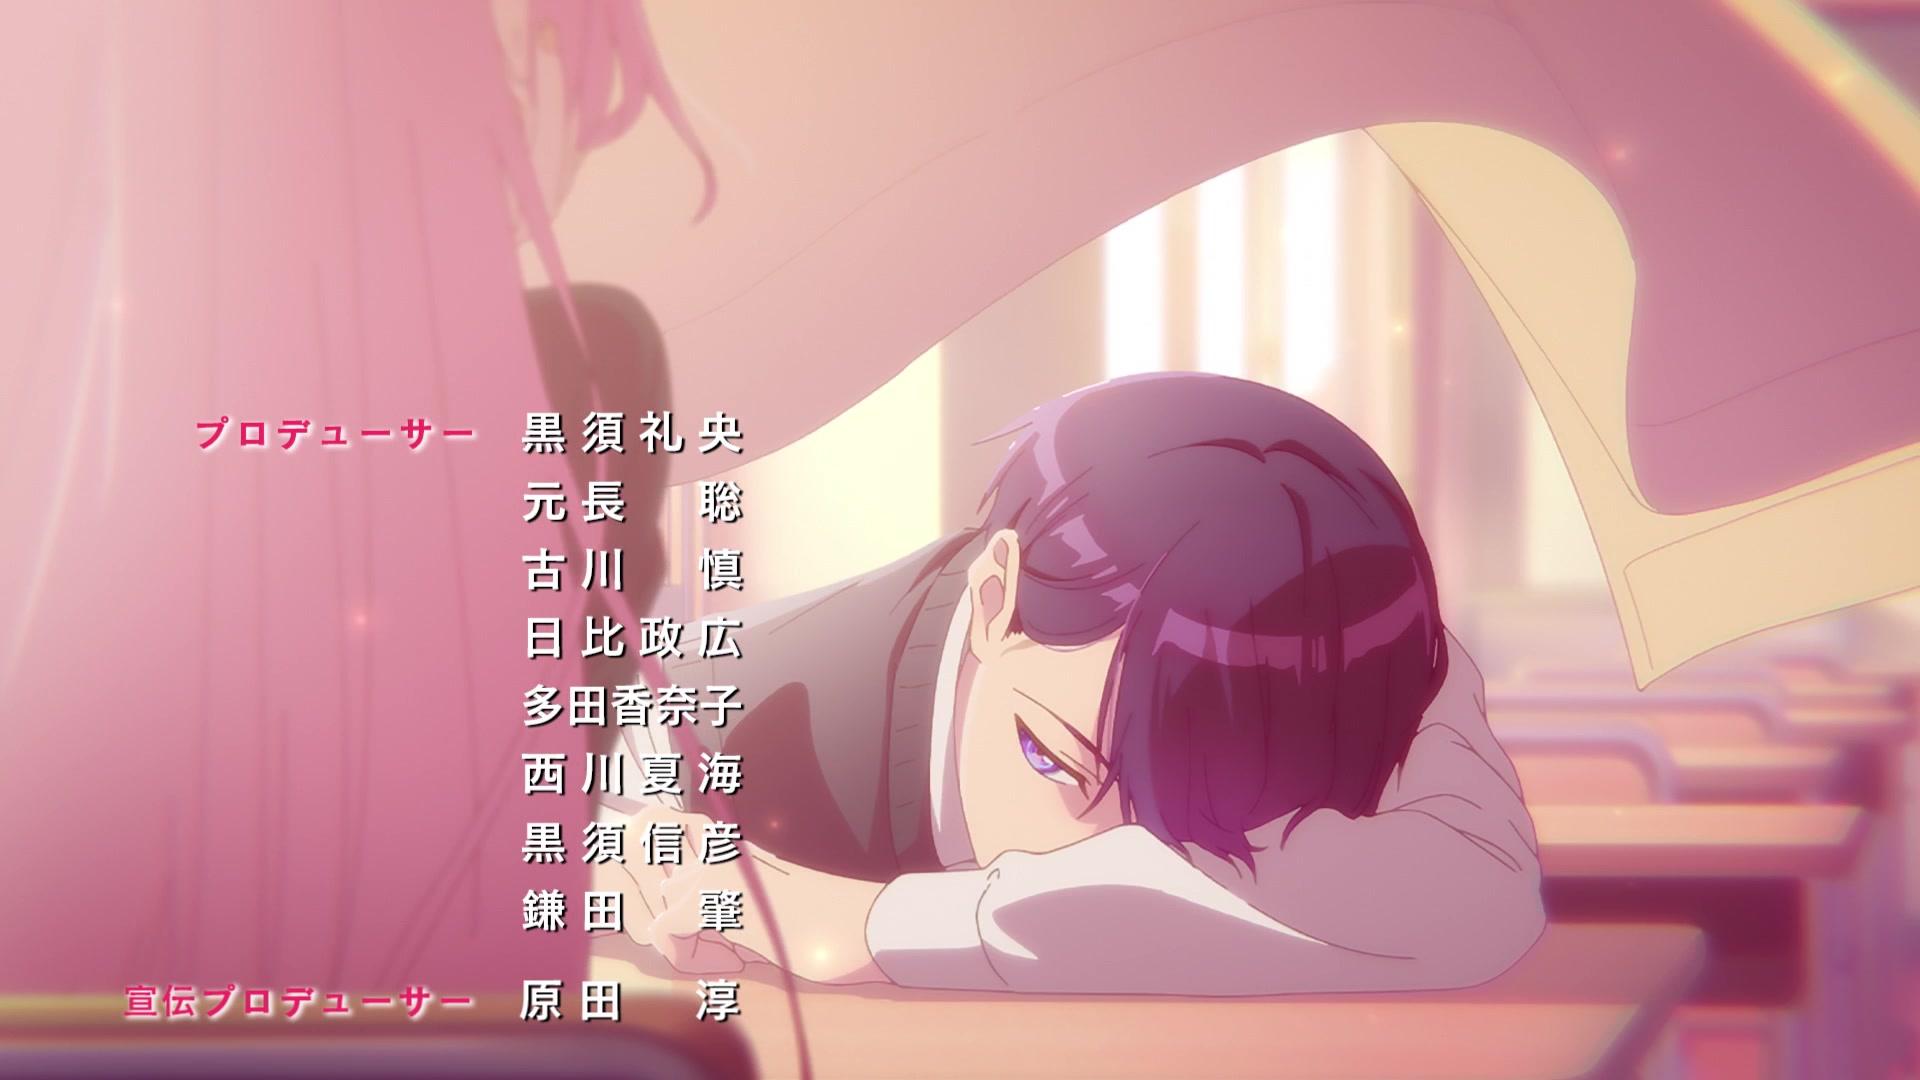 プロデューサー 黒須礼央
元長 聡
古川 慎
日比政広
多田香奈子
西川夏海
黒須信彦
鎌田 肇
宣伝プロデューサー 原田 淳